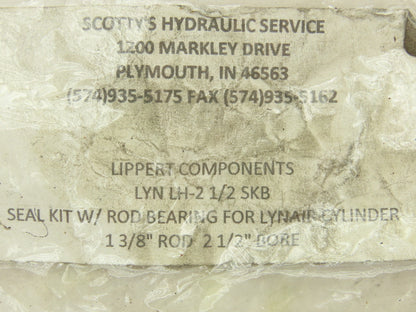 SCOTTY'S HYDRAULIC SERVICE
1200 MARKLEY DRIVE
PLYMOUTH, IN 46563
(574)935-5175 FAX (574)935-5162
LIPPERT COMPONENTS
LYN LH-2 1/2 SKB
SEAL KIT W/ ROD BEARING FOR LYNAIR CYLINDER
1 3/8" ROD 2 1/2" BORE